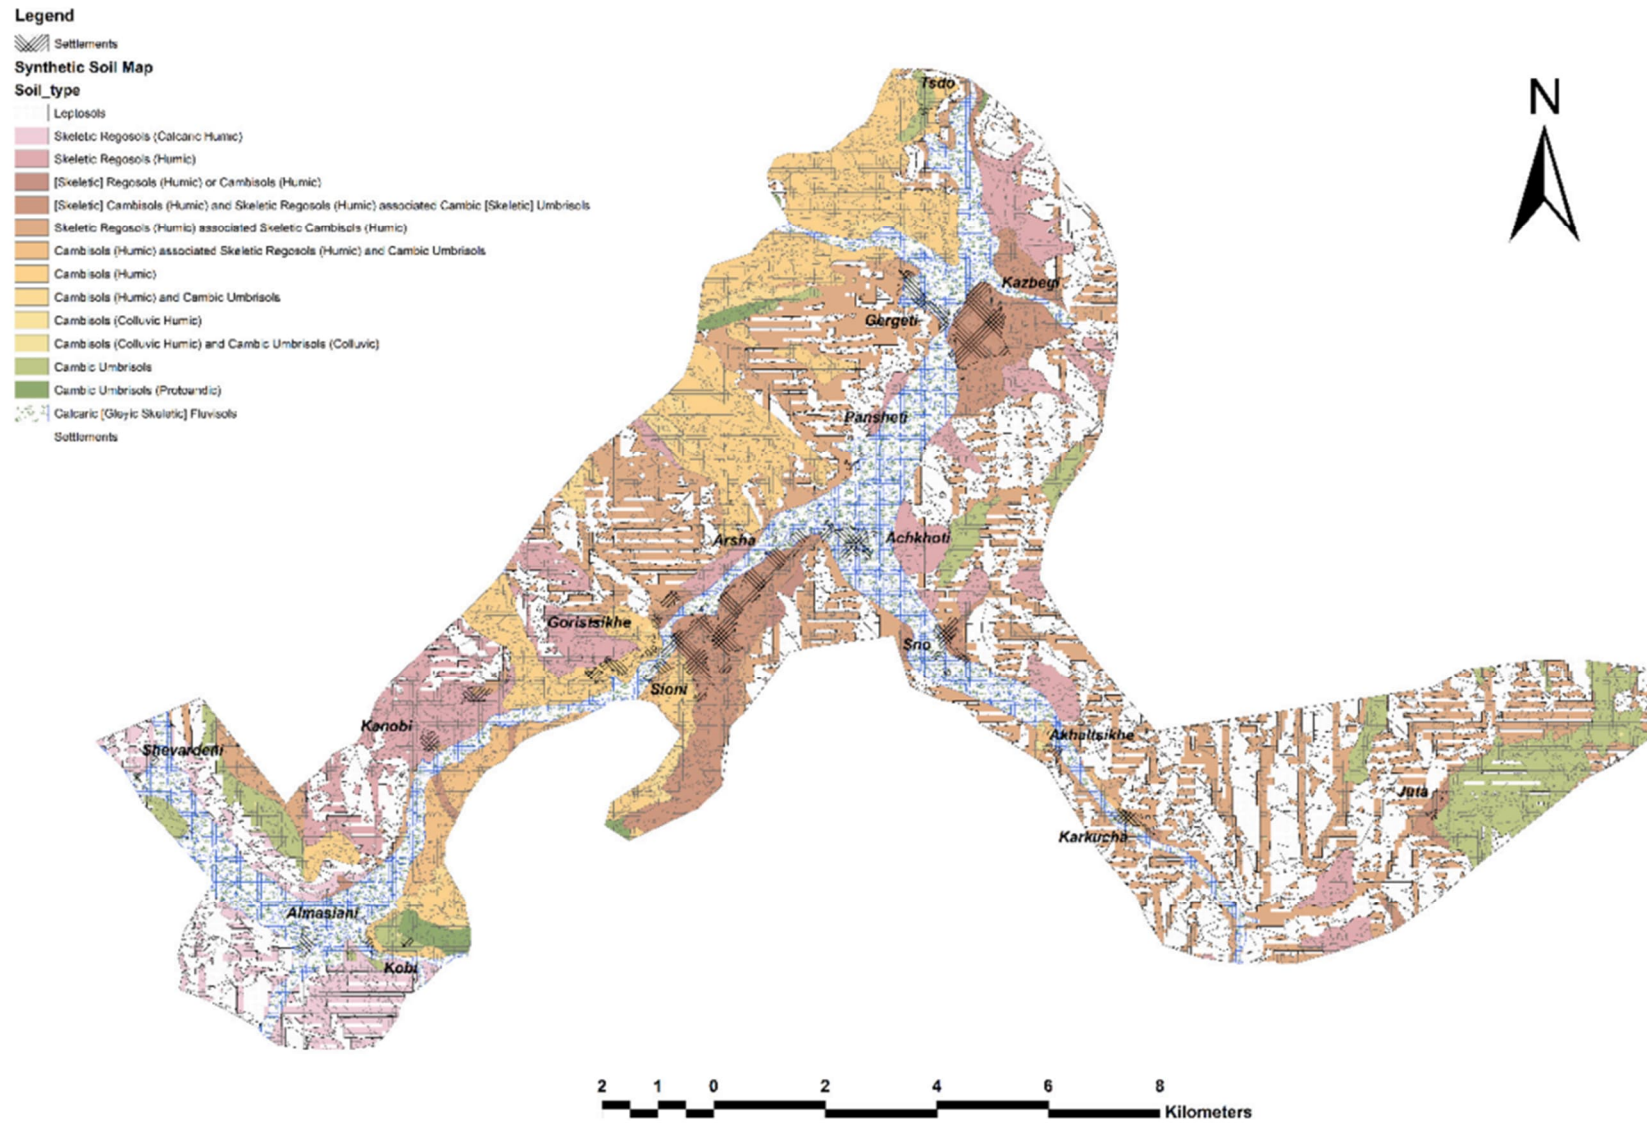 Legend
Settlements
Synthetic Soil Map
Soil_type
Leptosols
Skeletic Regosols (Calcaric Humic)
Skeletic Regosols (Humic)
[Skeletic] Regosols (Humic) or Cambisols (Humic)
[Skeletic] Cambisols (Humic) and Skeletic Regosols (Humic) associated Cambic [Skeletic] Umbrisols
Skeletic Regosols (Humic) associated Skeletic Cambisols (Humic)
Cambisols (Humic) associated Skeletic Regosols (Humic) and Cambic Umbrisols
Cambisols (Humic)
Cambisols (Humic) and Cambic Umbrisols
Cambisols (Colluvic Humic)
Cambisols (Colluvic Humic) and Cambic Umbrisols (Colluvic)
Cambic Umbrisols
Cambic Umbrisols (Protoandic)
Calcaric [Gleyic Skeletic] Fluvisols
Settlements
N
Tsdo
Kazbegi
Gergeti
Pansheti
Arsha
Achkhoti
Goristsikhe
Sno
Sioni
Kanobi
Akhaltsikhe
Shevardeni
Juta
Karkucha
Almasiani
Kobi
2 1 0 2 4 6 8
Kilometers